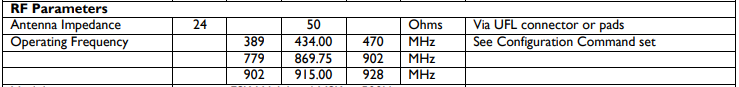 RF Parameters
Antenna Impedance 24 50 Ohms Via UFL connector or pads
Operating Frequency 389 434.00 470 MHz See Configuration Command set
779 869.75 902 MHz
902 915.00 928 MHz